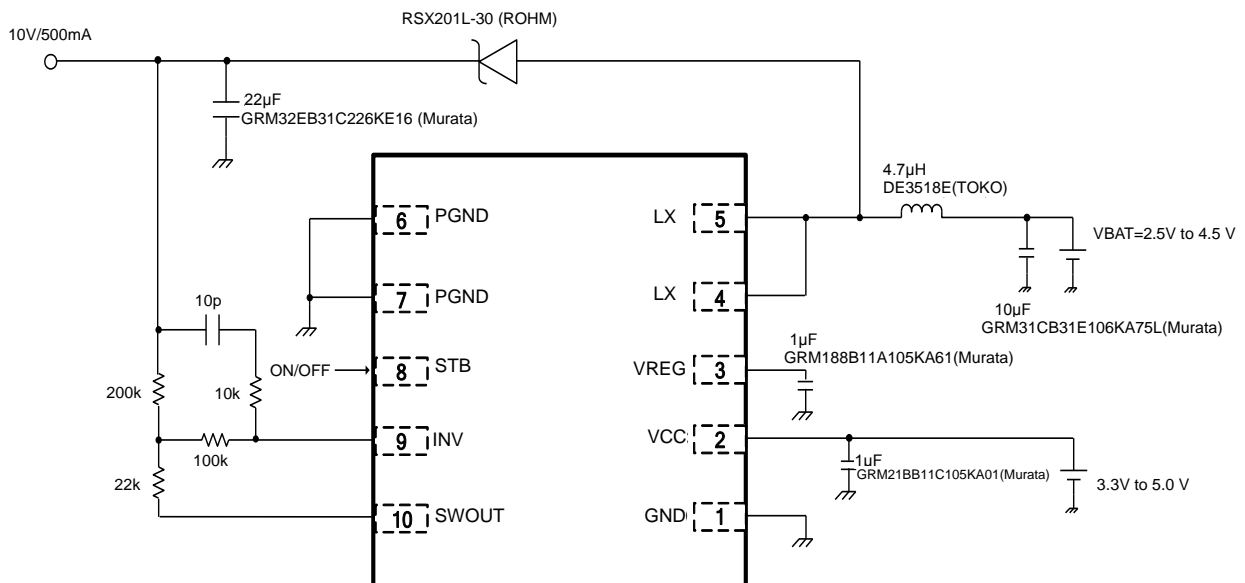 RSX201L-30 (ROHM)
10V/500mA
22µF
GRM32EB31C226KE16 (Murata)
4.7µH
DE3518E(TOKO)
6 PGND
LX 5
VBAT=2.5V to 4.5 V
7 PGND
LX 4
10p
10µF
GRM31CB31E106KA75L(Murata)
1µF
GRM188B11A105KA61(Murata)
ON/OFF
8 STB
VREG 3
200k
10k
9 INV
VCC 2
100k
1uF
GRM21BB11C105KA01(Murata)
3.3V to 5.0 V
22k
10 SWOUT
GND 1